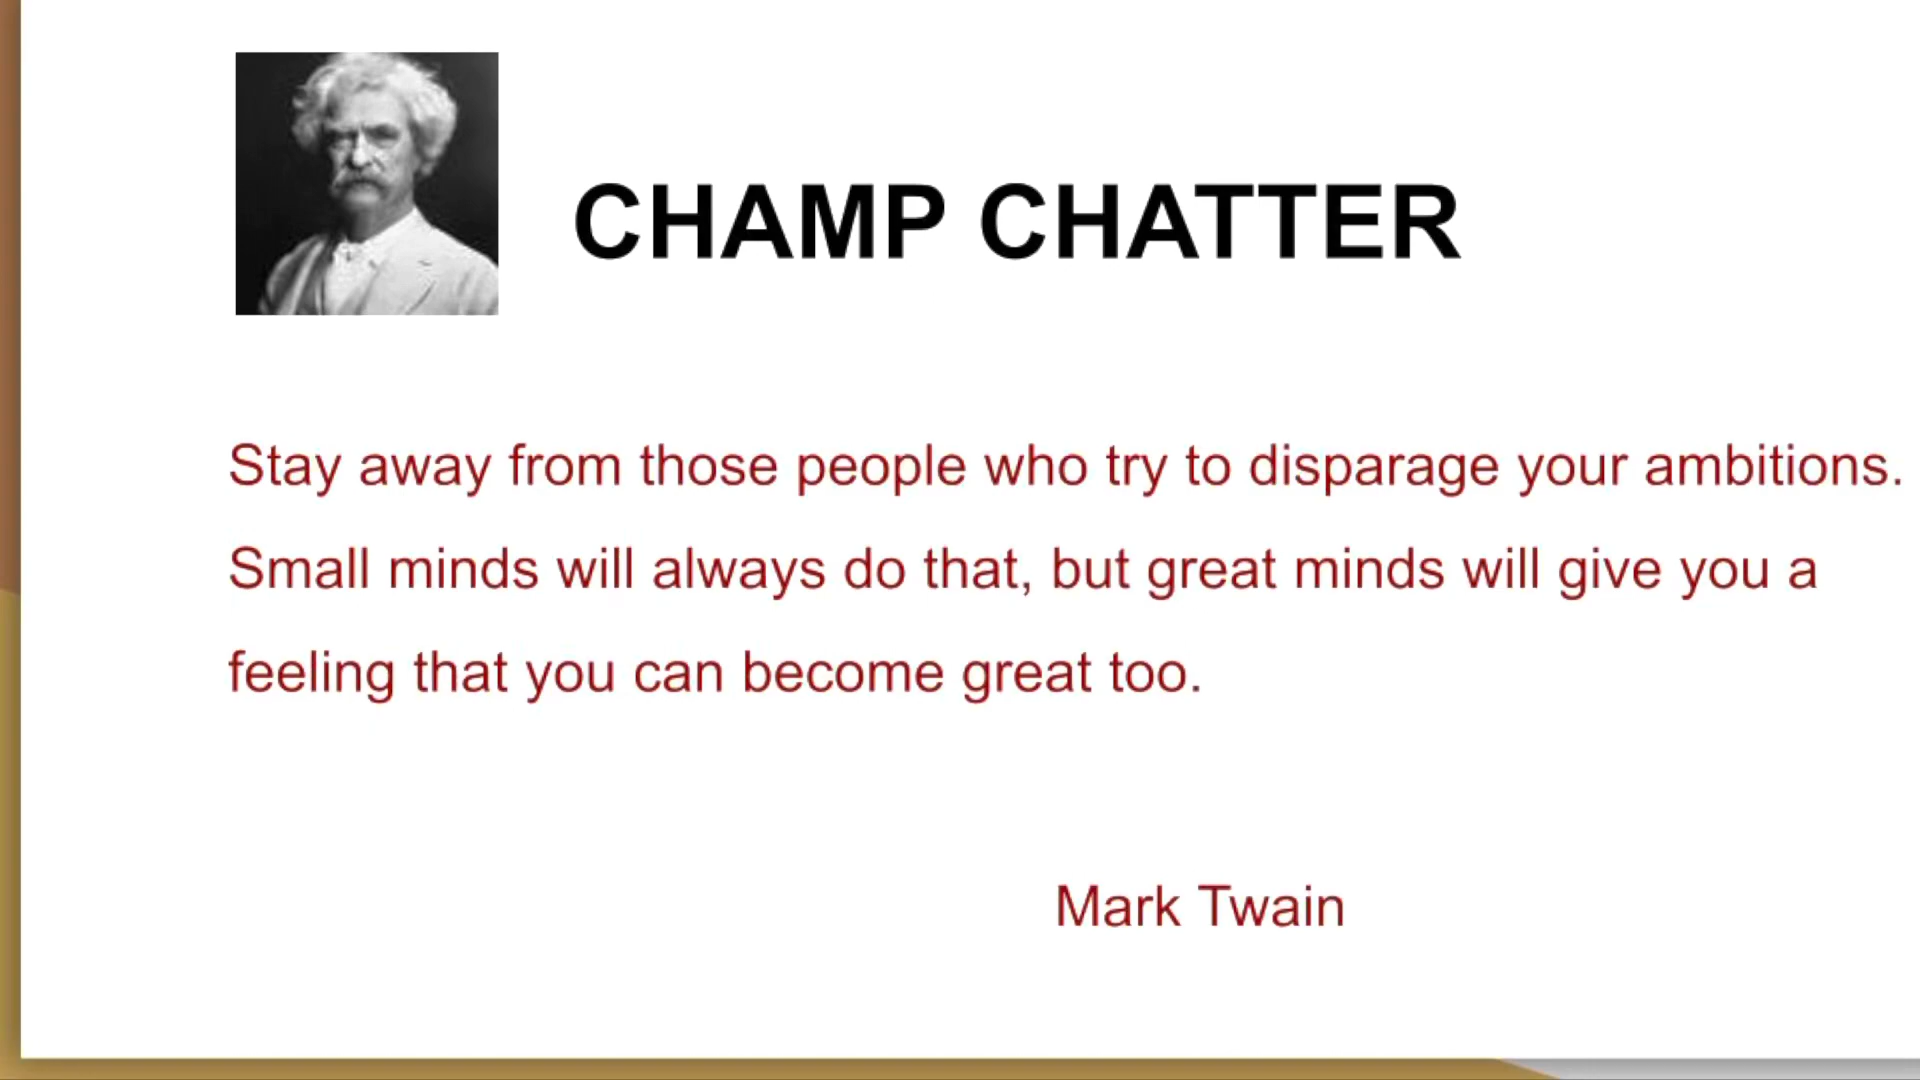 CHAMP CHATTER
Stay away from those people who try to disparage your ambitions.
Small minds will always do that, but great minds will give you a
feeling that you can become great too.
Mark Twain